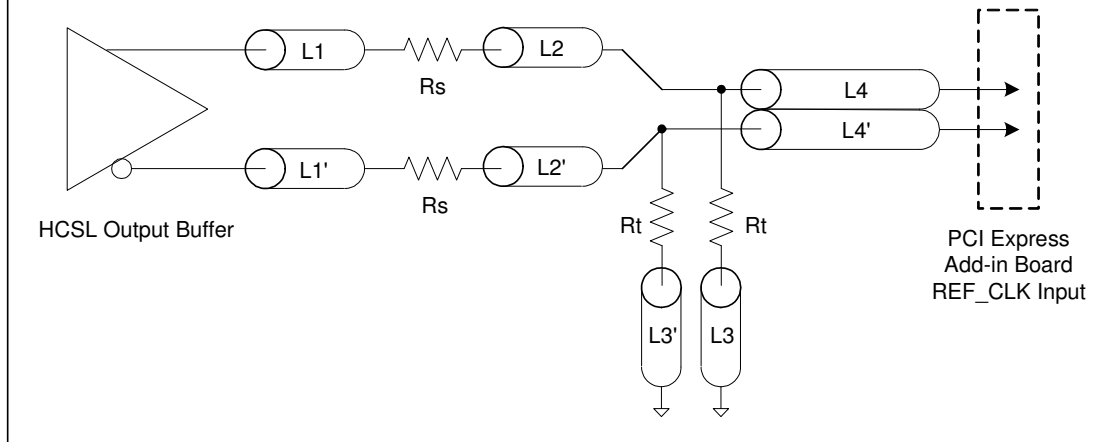 L1
Rs
L2
L4
L4'
L1'
Rs
L2'
HCSL Output Buffer
Rt
Rt
L3'
L3
PCI Express
Add-in Board
REF_CLK Input